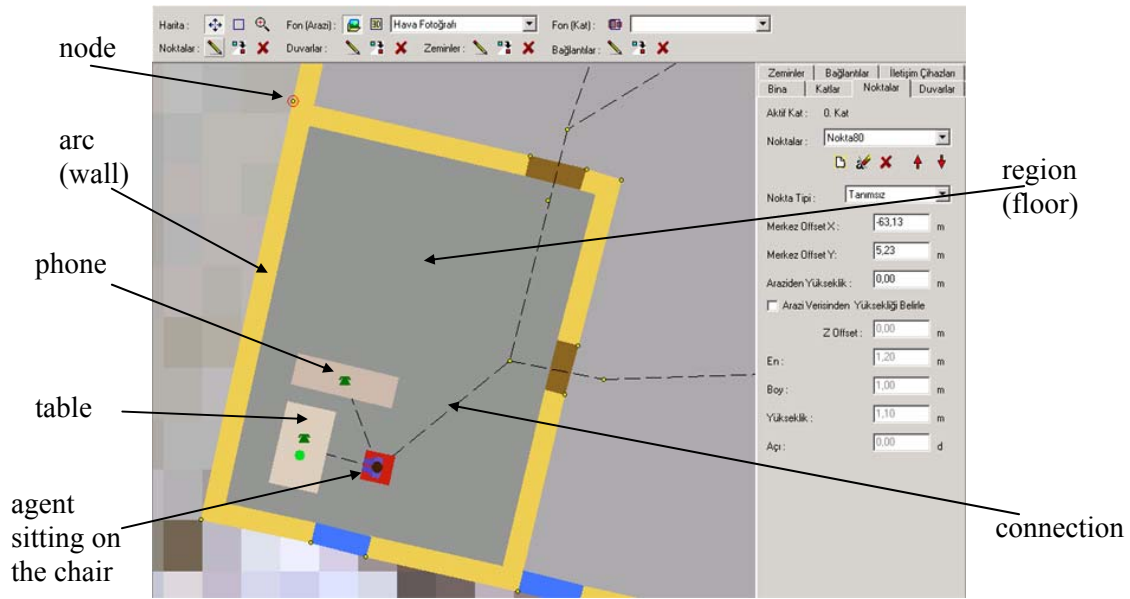 Harita :
Fon (Arazi) :
3D
Hava Fotoğrafı
Fon (Kat) :
Noktalar :
Duvarlar :
Zeminler :
Bağlantılar :
node
arc
(wall)
phone
table
agent
sitting on
the chair
Zeminler Bağlantılar İletişim Cihazları
Bina Katlar Noktalar Duvarlar
Aktif Kat : 0. Kat
Noktalar : Nokta80
Nokta Tipi : Tanımsız
Merkez Offset X : -63,13 m
Merkez Offset Y: 5,23 m
Araziden Yükseklik : 0,00 m
Arazi Verisinden Yüksekliği Belirle
Z Offset : 0,00 m
En : 1,20 m
Boy : 1,00 m
Yükseklik : 1,10 m
Açı : 0,00 d
region
(floor)
connection